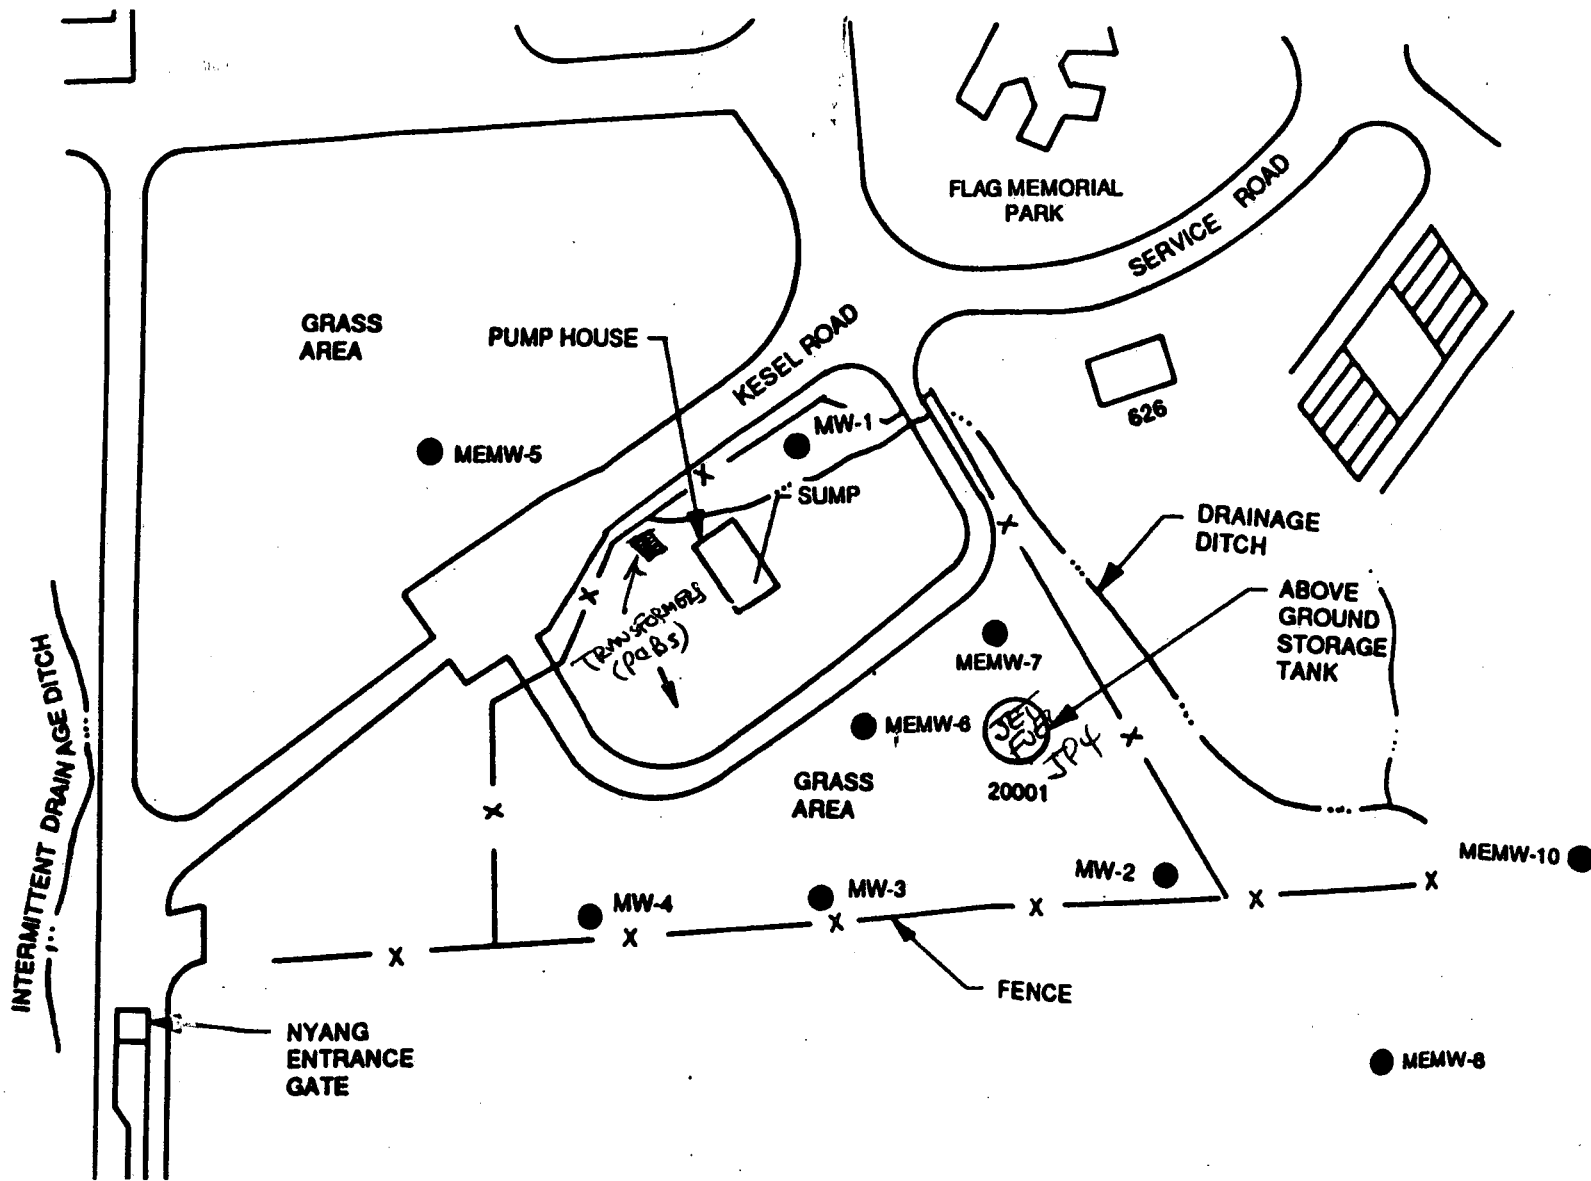 FLAG MEMORIAL
PARK
SERVICE ROAD
GRASS
AREA
PUMP HOUSE
KESEL ROAD
626
MW-1
MEMW-5
SUMP
DRAINAGE
DITCH
TRANSFORMERS
(PCBS)
ABOVE
GROUND
STORAGE
TANK
MEMW-7
MEMW-6
JET
FUEL
JP4
20001
GRASS
AREA
INTERMITTENT DRAINAGE DITCH
MEMW-10
MW-2
MW-3
MW-4
X
X
X
X
X
X
X
X
X
X
X
FENCE
NYANG
ENTRANCE
GATE
MEMW-8